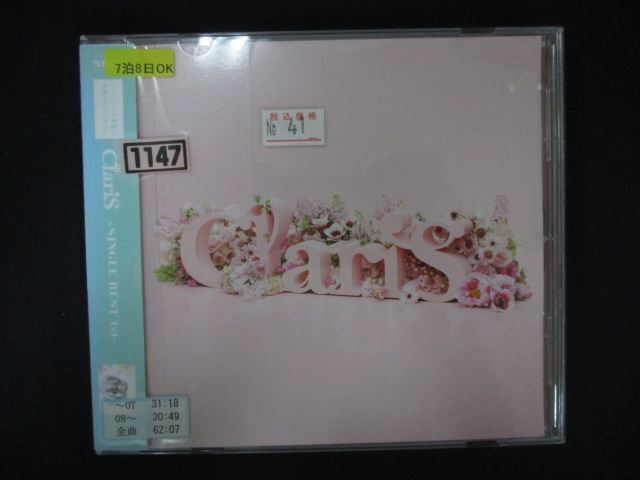 7泊8日OK
税込価格
No 41
1147
ClariS
ClariS
~SINGLE BEST 1st~
~07 31:18
08~ 30:49
全曲 62:07